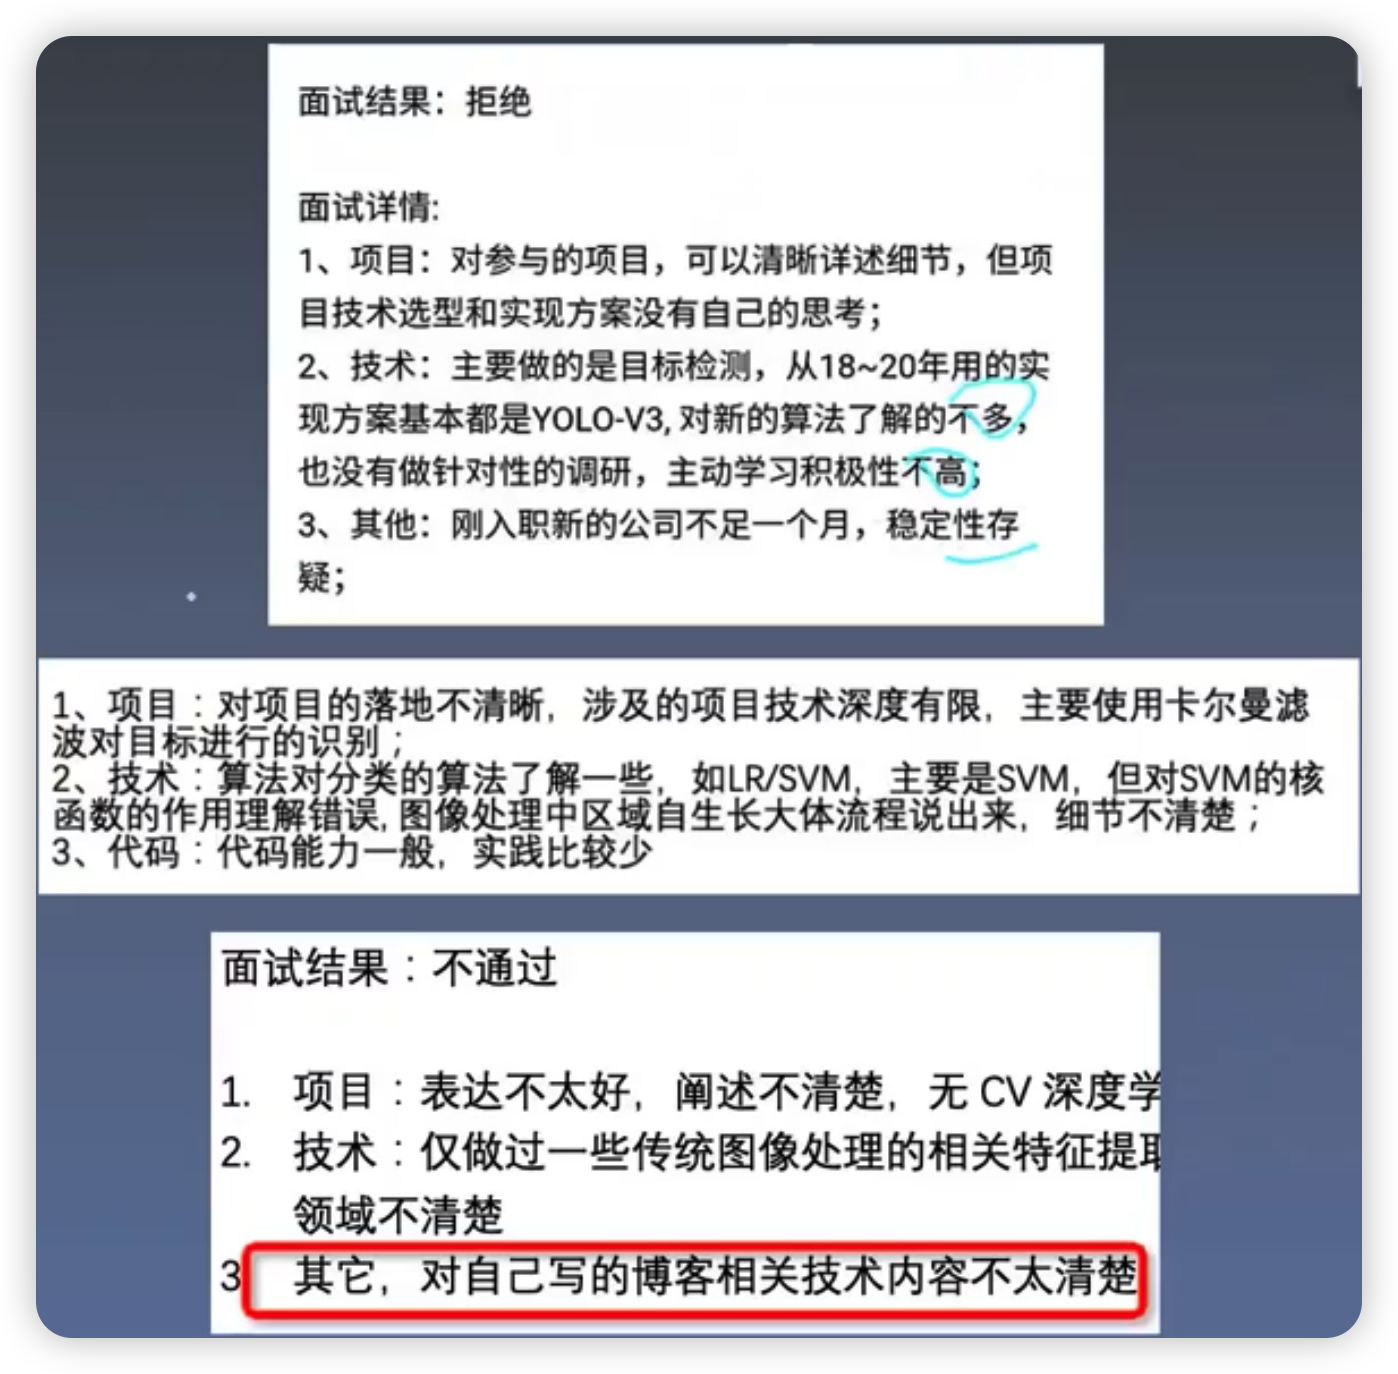 面试结果：拒绝
面试详情:
1、项目：对参与的项目，可以清晰详述细节，但项
目技术选型和实现方案没有自己的思考；
2、技术：主要做的是目标检测，从18~20年用的实
现方案基本都是YOLO-V3, 对新的算法了解的不多，
也没有做针对性的调研，主动学习积极性不高；
3、其他：刚入职新的公司不足一个月，稳定性存
疑；
1、项目：对项目的落地不清晰，涉及的项目技术深度有限，主要使用卡尔曼滤
波对目标进行的识别；
2、技术：算法对分类的算法了解一些，如LR/SVM，主要是SVM，但对SVM的核
函数的作用理解错误, 图像处理中区域自生长大体流程说出来，细节不清楚；
3、代码：代码能力一般，实践比较少
面试结果：不通过
1. 项目：表达不太好，阐述不清楚，无 CV 深度学
2. 技术：仅做过一些传统图像处理的相关特征提取
领域不清楚
3 其它，对自己写的博客相关技术内容不太清楚